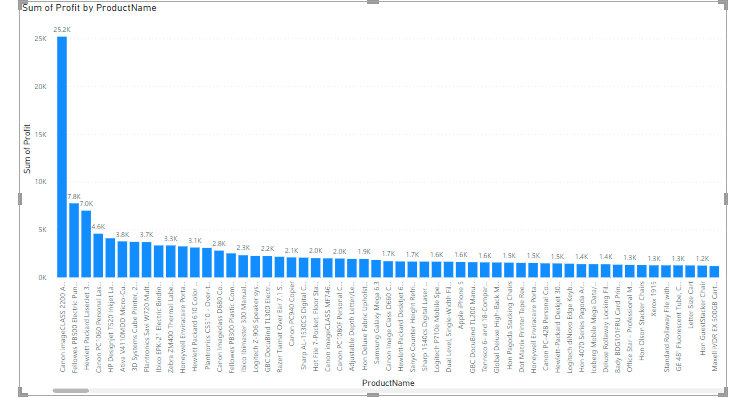 Sum of Profit by ProductName
Sum of Profit
25K
20K
15K
10K
5K
0K
25.2K
7.8K
7.0K
4.6K
3.8K
3.7K
3.3K
3.1K
2.8K
2.3K
2.2K
2.1K
2.0K
2.0K
1.9K
1.7K
1.7K
1.6K
1.6K
1.6K
1.5K
1.5K
1.4K
1.4K
1.3K
1.3K
1.3K
1.2K
Canon imageCLASS 2200 A...
Fellowes PB500 Electric Pun...
Hewlett Packard LaserJet 3...
Canon PC1060 Personal Las...
HP Designjet T520 Inkjet La...
Ativa V4110MDD Micro-Cu...
3D Systems Cube Printer, 2...
Plantronics Savi W720 Mult...
Ibico EPK-21 Electric Bindin...
Zebra ZM400 Thermal Labe...
Honeywell Enviracaire Porta...
Hewlett Packard 610 Color ...
Plantronics CS510 - Over-t...
Canon Imageclass D680 Co...
Fellowes PB300 Plastic Com...
Ibico Ibimaster 300 Manual...
Logitech Z-906 Speaker sys...
GBC DocuBind TL300 Electr...
Razer Tiamat Over Ear 7.1 S...
Canon PC940 Copier
Sharp AL-1530CS Digital C...
Hot File 7-Pocket, Floor Sta...
Canon imageCLASS MF746...
Canon PC1080F Personal C...
Adjustable Depth Letter/Le...
Hon Deluxe Fabric Upholst...
Samsung Galaxy Mega 6.3
Sanyo Counter Height Refri...
Canon Image Class D660 C...
Hewlett-Packard Deskjet 6...
Sharp 1540cs Digital Laser ...
Logitech P710e Mobile Spe...
Dual Level, Single-Width Fil...
Apple iPhone 5
GBC DocuBind TL200 Manu...
Tennsco 6- and 18-Compar...
Global Deluxe High-Back M...
Hon Pagoda Stacking Chairs
Dot Matrix Printer Tape Ree...
Honeywell Enviracaire Porta...
Canon PC-428 Personal Co...
Hewlett-Packard Deskjet 30...
Logitech diNovo Edge Keyb...
Hon 4070 Series Pagoda Ar...
Iceberg Mobile Mega Data/...
Deluxe Rollaway Locking Fil...
Bady BDG101FRU Card Prin...
Office Star - Professional M...
Hon Olson Stacker Chairs
Xerox 1915
Standard Rollaway File with...
GE 48" Fluorescent Tube, C...
Letter Size Cart
Hon GuestStacker Chair
Maxell iVDR EX 500GB Cart...
ProductName